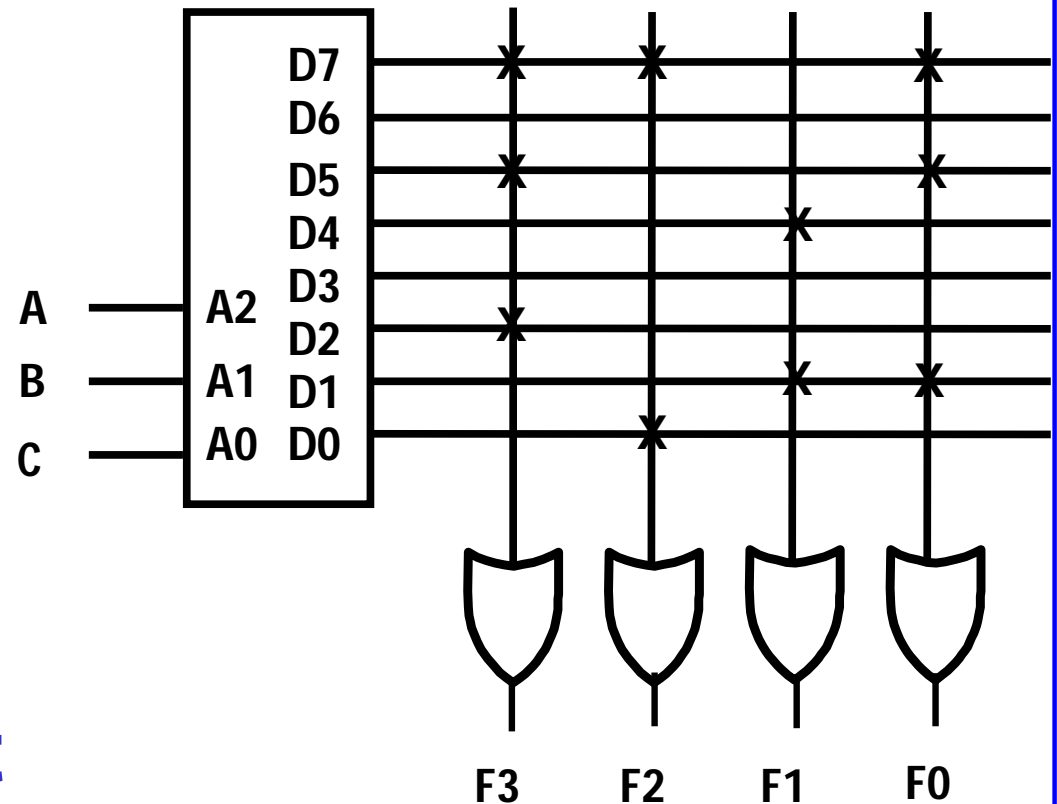 D7 X X X
D6
D5 X X
D4 X
D3
A A2
D2 X
B A1 D1 X X
C A0 D0 X
F3 F2 F1 F0